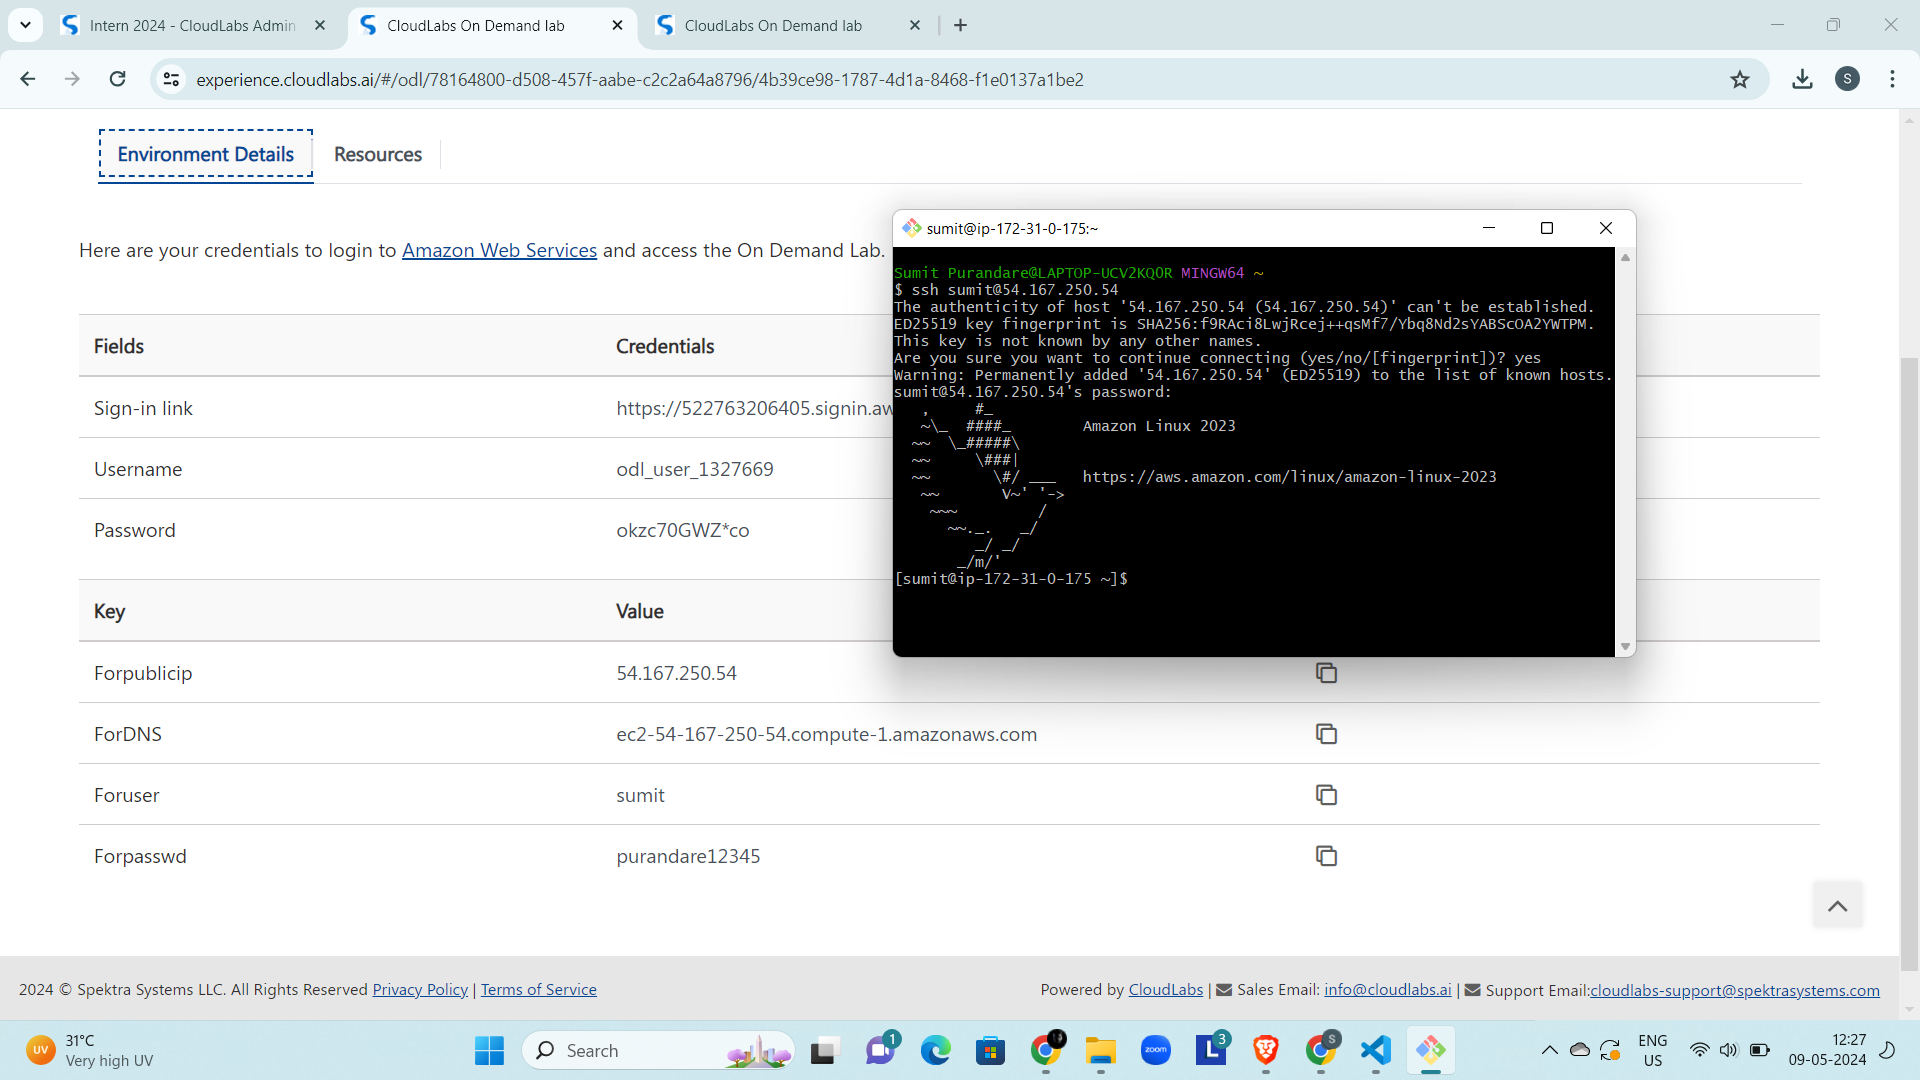 Intern 2024 - CloudLabs Admin
CloudLabs On Demand lab
CloudLabs On Demand lab
experience.cloudlabs.ai/#/odl/78164800-d508-457f-aabe-c2c2a64a8796/4b39ce98-1787-4d1a-8468-f1e0137a1be2
S
Environment Details
Resources
Here are your credentials to login to Amazon Web Services and access the On Demand Lab.
Fields
Credentials
Sign-in link
https://522763206405.signin.aw
Username
odl_user_1327669
Password
okzc70GWZ*co
Key
Value
Forpublicip
54.167.250.54
ForDNS
ec2-54-167-250-54.compute-1.amazonaws.com
Foruser
sumit
Forpasswd
purandare12345
sumit@ip-172-31-0-175:~
Sumit Purandare@LAPTOP-UCV2KQOR MINGW64 ~
$ ssh sumit@54.167.250.54
The authenticity of host '54.167.250.54 (54.167.250.54)' can't be established.
ED25519 key fingerprint is SHA256:f9RAci8LwjRcej++qsMf7/Ybq8Nd2sYABScOA2YWTPM.
This key is not known by any other names.
Are you sure you want to continue connecting (yes/no/[fingerprint])? yes
Warning: Permanently added '54.167.250.54' (ED25519) to the list of known hosts.
sumit@54.167.250.54's password:
   ,     #_
   ~\_  ####_        Amazon Linux 2023
  ~~  \_#####\
  ~~     \###|
  ~~       \#/ ___   https://aws.amazon.com/linux/amazon-linux-2023
   ~~       V~' '->
    ~~~         /
      ~~._.   _/
         _/ _/
       _/m/'
[sumit@ip-172-31-0-175 ~]$
2024 © Spektra Systems LLC. All Rights Reserved Privacy Policy | Terms of Service
Powered by CloudLabs | Sales Email: info@cloudlabs.ai | Support Email:cloudlabs-support@spektrasystems.com
UV
31°C
Very high UV
Search
1
zoom
L
3
S
ENG
US
12:27
09-05-2024